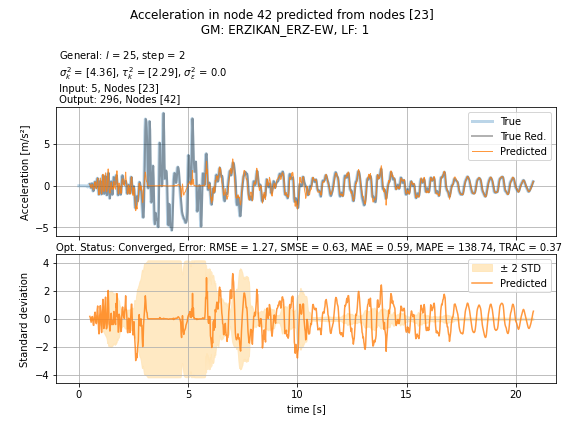 Acceleration in node 42 predicted from nodes [23]
GM: ERZIKAN_ERZ-EW, LF: 1
General: l = 25, step = 2
σ²ₖ = [4.36], τ²ₖ = [2.29], σ²ε = 0.0
Input: 5, Nodes [23]
Output: 296, Nodes [42]
Acceleration [m/s²]
5
0
−5
True
True Red.
Predicted
Opt. Status: Converged, Error: RMSE = 1.27, SMSE = 0.63, MAE = 0.59, MAPE = 138.74, TRAC = 0.37
Standard deviation
4
2
0
−2
−4
± 2 STD
Predicted
0 5 10 15 20
time [s]